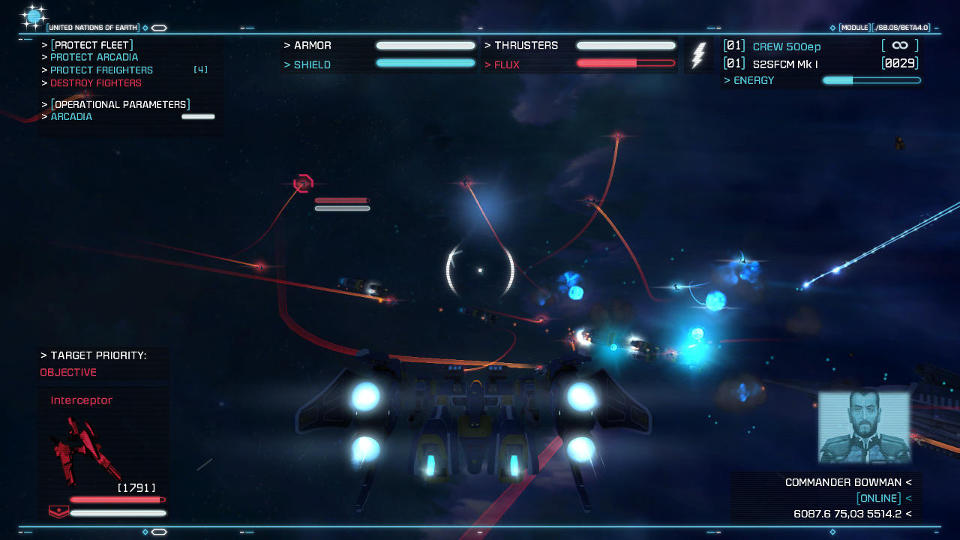 [UNITED NATIONS OF EARTH]
[MODULE][/SB.08/BETA4.0]
> [PROTECT FLEET]
> PROTECT ARCADIA
> PROTECT FREIGHTERS [4]
> DESTROY FIGHTERS
> [OPERATIONAL PARAMETERS]
> ARCADIA
> ARMOR
> SHIELD
> THRUSTERS
> FLUX
[01] CREW 500ep [∞]
[01] S2SFCM Mk I [0029]
> ENERGY
> TARGET PRIORITY:
OBJECTIVE
Interceptor
[1791]
COMMANDER BOWMAN <
[ONLINE] <
6087.6 75,03 5514.2 <